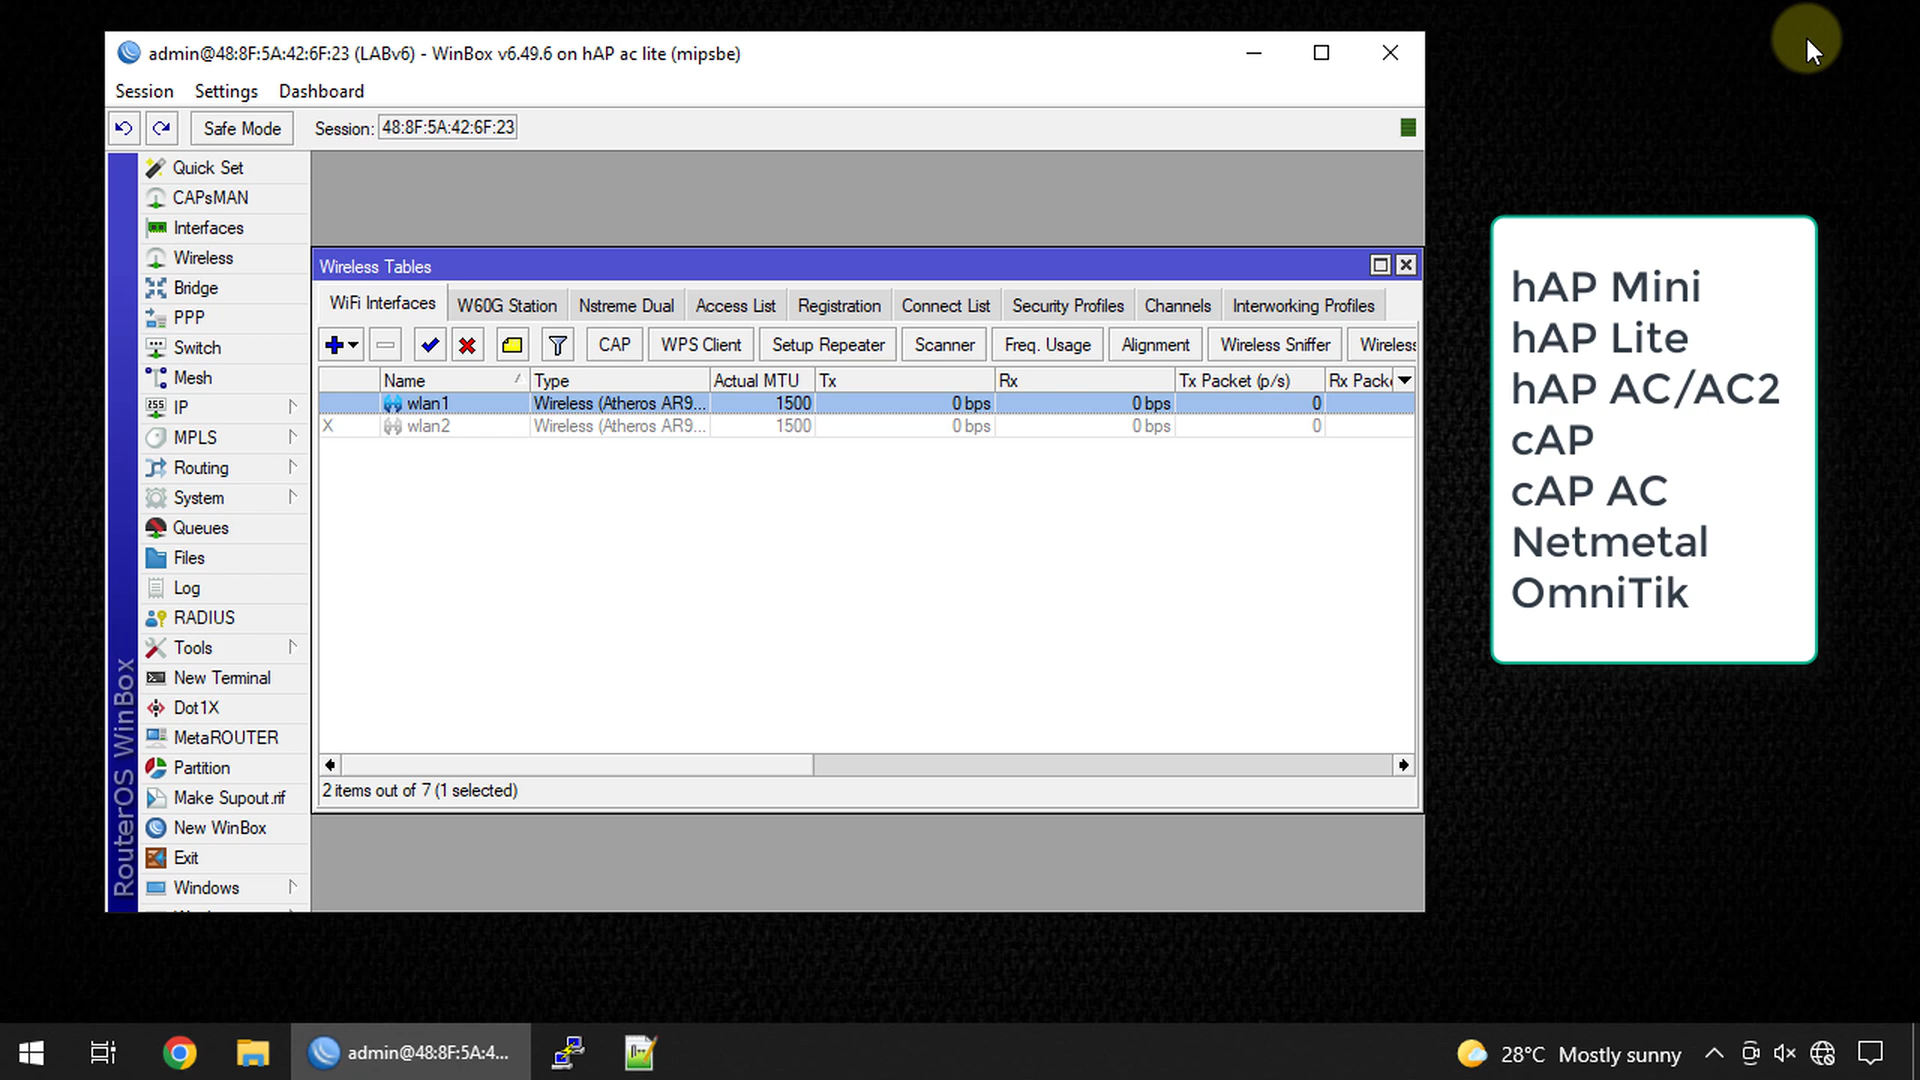 admin@48:8F:5A:42:6F:23 (LABv6) - WinBox v6.49.6 on hAP ac lite (mipsbe)
Session Settings Dashboard
Safe Mode Session: 48:8F:5A:42:6F:23
Quick Set
CAPsMAN
Interfaces
Wireless
Bridge
PPP
Switch
Mesh
IP
MPLS
Routing
System
Queues
Files
Log
RADIUS
Tools
New Terminal
Dot1X
MetaROUTER
Partition
Make Supout.rif
New WinBox
Exit
Windows
RouterOS WinBox
Wireless Tables
WiFi Interfaces W60G Station Nstreme Dual Access List Registration Connect List Security Profiles Channels Interworking Profiles
CAP WPS Client Setup Repeater Scanner Freq. Usage Alignment Wireless Sniffer Wireless
Name Type Actual MTU Tx Rx Tx Packet (p/s) Rx Pack
wlan1 Wireless (Atheros AR9... 1500 0 bps 0 bps 0
X wlan2 Wireless (Atheros AR9... 1500 0 bps 0 bps 0
2 items out of 7 (1 selected)
hAP Mini
hAP Lite
hAP AC/AC2
cAP
cAP AC
Netmetal
OmniTik
admin@48:8F:5A:4...
28°C Mostly sunny